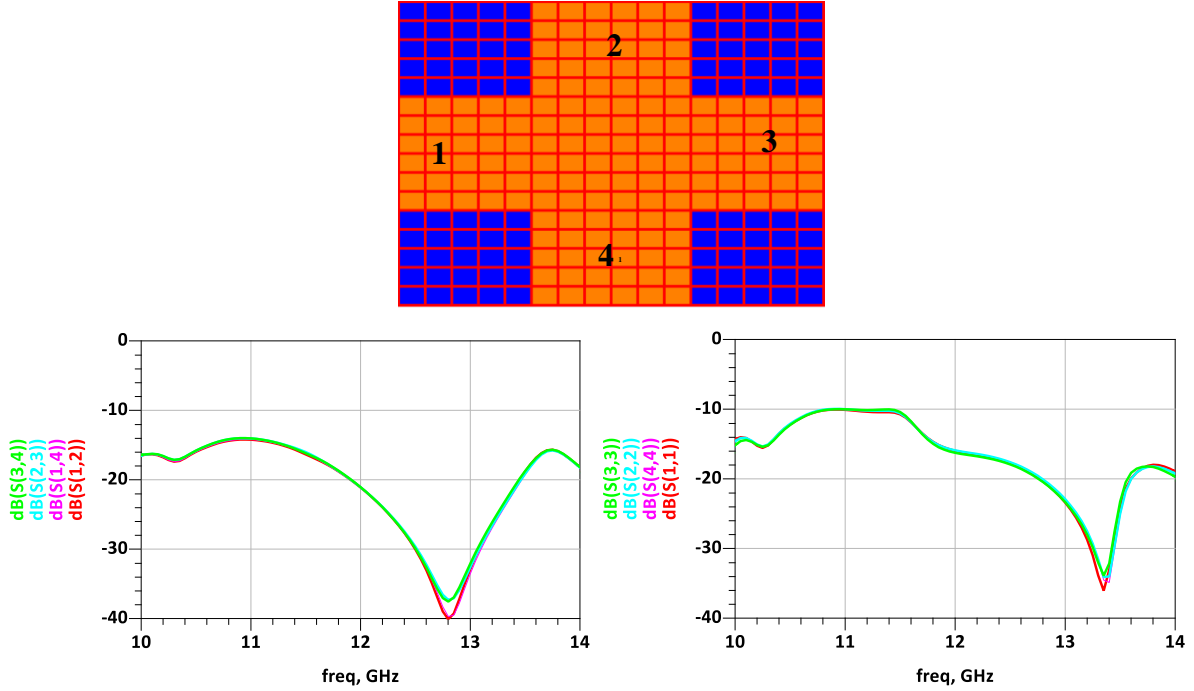 2
1
3
4 1
0
-10
-20
-30
-40
10 11 12 13 14
freq, GHz
dB(S(3,4))
dB(S(2,3))
dB(S(1,4))
dB(S(1,2))
0
-10
-20
-30
-40
10 11 12 13 14
freq, GHz
dB(S(3,3))
dB(S(2,2))
dB(S(4,4))
dB(S(1,1))